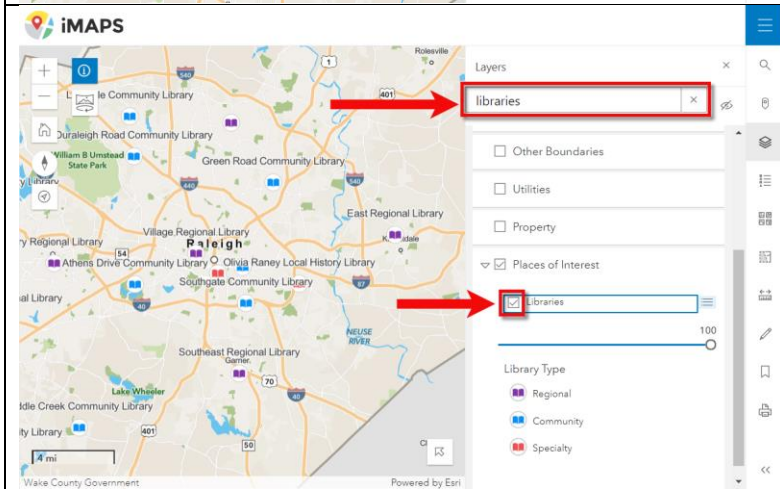 iMAPS
Rolesville
1
540
Layers
401
Community Library
libraries
Duraleigh Road Community Library
Other Boundaries
William B Umstead
State Park
Green Road Community Library
Utilities
440
540
East Regional Library
Property
Village Regional Library
Raleigh
Regional Library
54
Athens Drive Community Library
Olivia Raney Local History Library
Places of Interest
Southgate Community Library
87
Libraries
40
NEUSE
RIVER
100
Southeast Regional Library
Garner
Library Type
70
Regional
40
Lake Wheeler
Creek Community Library
Community
Library
401
50
Specialty
4 mi
Wake County Government
Powered by Esri